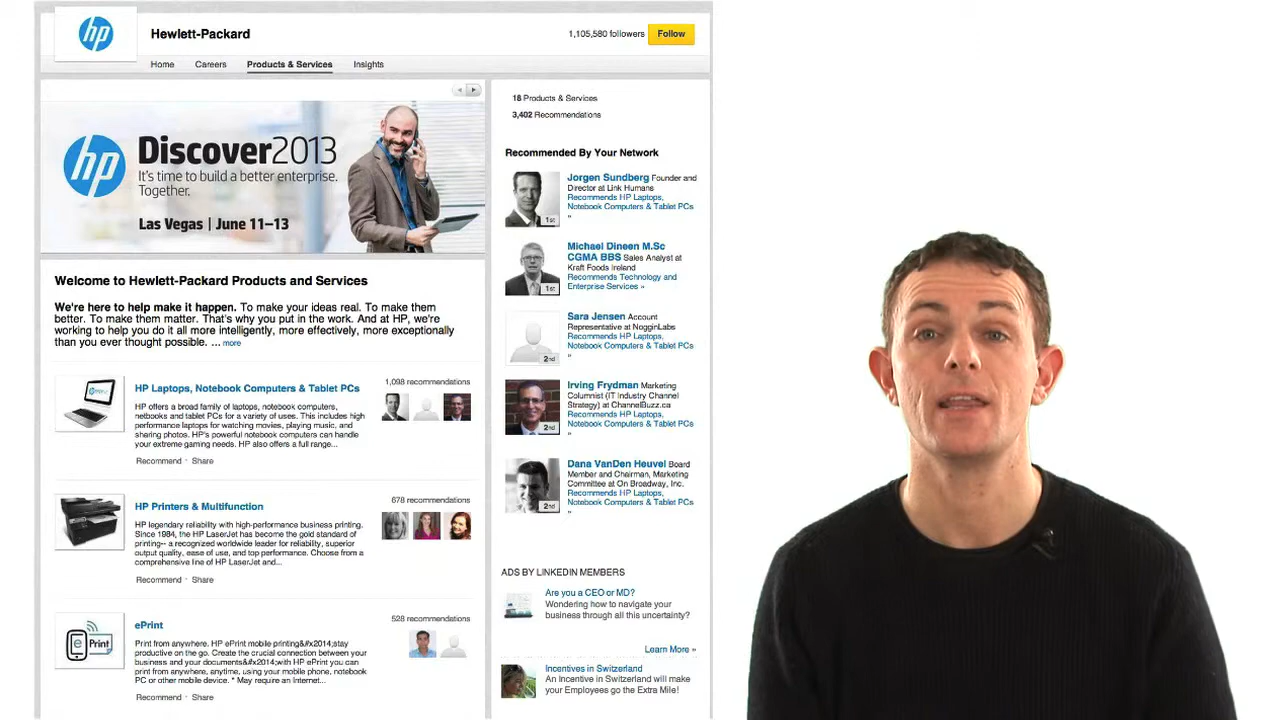 hp
Hewlett-Packard
1,105,580 followers
Follow
Home
Careers
Products & Services
Insights
hp
Discover2013
It's time to build a better enterprise.
Together.
Las Vegas | June 11–13
Welcome to Hewlett-Packard Products and Services
We're here to help make it happen. To make your ideas real. To make them
better. To make them matter. That's why you put in the work. And at HP, we're
working to help you do it all more intelligently, more effectively, more exceptionally
than you ever thought possible. ... more
HP Laptops, Notebook Computers & Tablet PCs
1,098 recommendations
HP offers a broad family of laptops, notebook computers,
netbooks and tablet PCs for a variety of uses. This includes high
performance laptops for watching movies, playing music, and
sharing photos. HP's powerful notebook computers can handle
your extreme gaming needs. HP also offers a full range...
Recommend · Share
HP Printers & Multifunction
678 recommendations
HP legendary reliability with high-performance business printing.
Since 1984, the HP LaserJet has become the gold standard of
printing-- a recognized worldwide leader for reliability, superior
output quality, ease of use, and top performance. Choose from a
comprehensive line of HP LaserJet and...
Recommend · Share
ePrint
528 recommendations
e Print
Print from anywhere. HP ePrint mobile printing&#x2014;stay
productive on the go. Create the crucial connection between your
business and your documents&#x2014;with HP ePrint you can
print from anywhere, anytime, using your mobile phone, notebook
PC or other mobile device. * May require an Internet...
Recommend · Share
18 Products & Services
3,402 Recommendations
Recommended By Your Network
Jorgen Sundberg Founder and
Director at Link Humans
Recommends HP Laptops,
Notebook Computers & Tablet PCs
»
1st
Michael Dineen M.Sc
CGMA BBS Sales Analyst at
Kraft Foods Ireland
Recommends Technology and
Enterprise Services »
1st
Sara Jensen Account
Representative at NogginLabs
Recommends HP Laptops,
Notebook Computers & Tablet PCs
»
2nd
Irving Frydman Marketing
Columnist (IT Industry Channel
Strategy) at ChannelBuzz.ca
Recommends HP Laptops,
Notebook Computers & Tablet PCs
»
2nd
Dana VanDen Heuvel Board
Member and Chairman, Marketing
Committee at On Broadway, Inc.
Recommends HP Laptops,
Notebook Computers & Tablet PCs
»
2nd
ADS BY LINKEDIN MEMBERS
Are you a CEO or MD?
Wondering how to navigate your
business through all this uncertainty?
Learn More »
Incentives in Switzerland
An Incentive in Switzerland will make
your Employees go the Extra Mile!